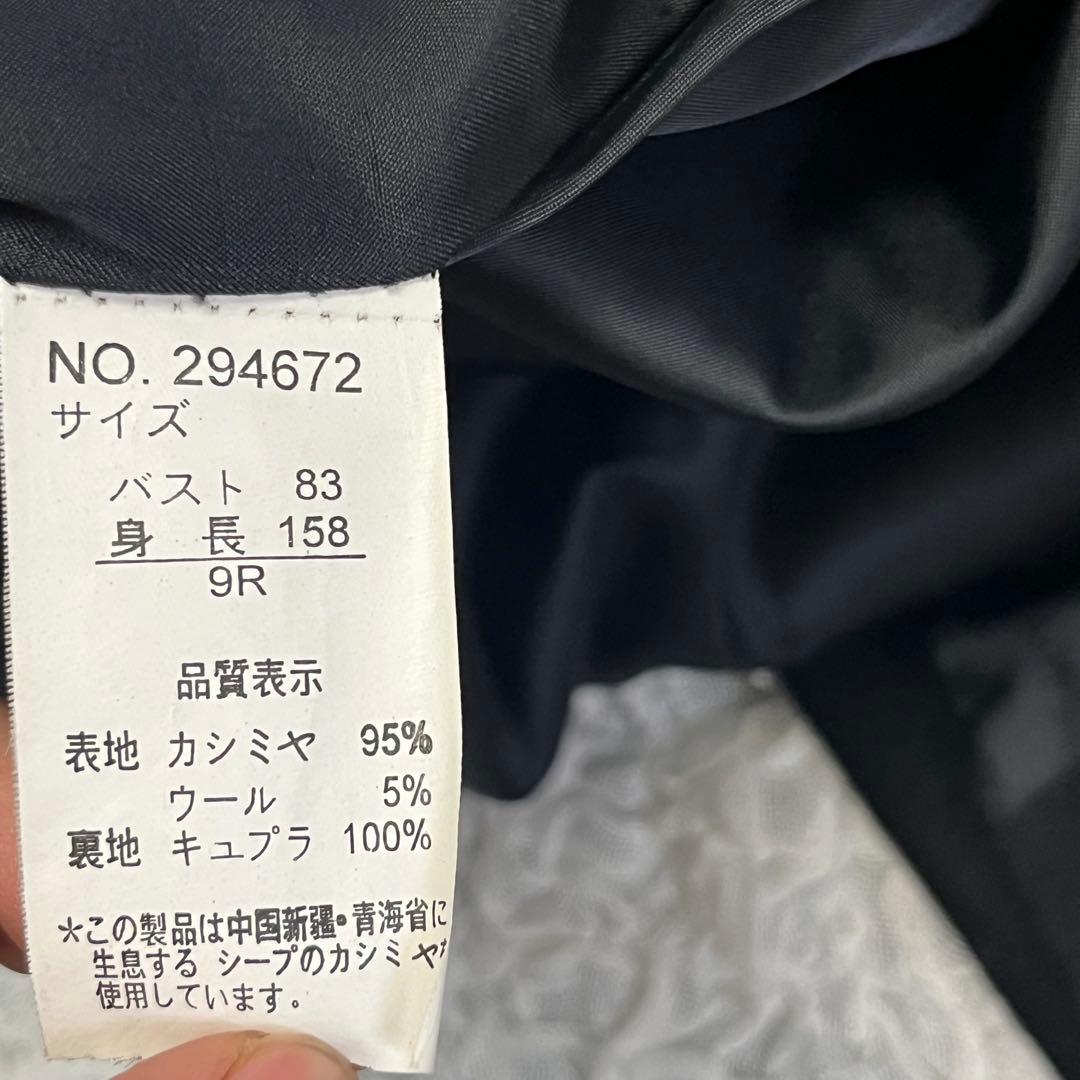 NO. 294672
サイズ
バスト 83
身 長 158
9R
品質表示
表地 カシミヤ 95%
ウール 5%
裏地 キュプラ 100%
*この製品は中国新疆・青海省に
生息する シープのカシミヤ
使用しています。